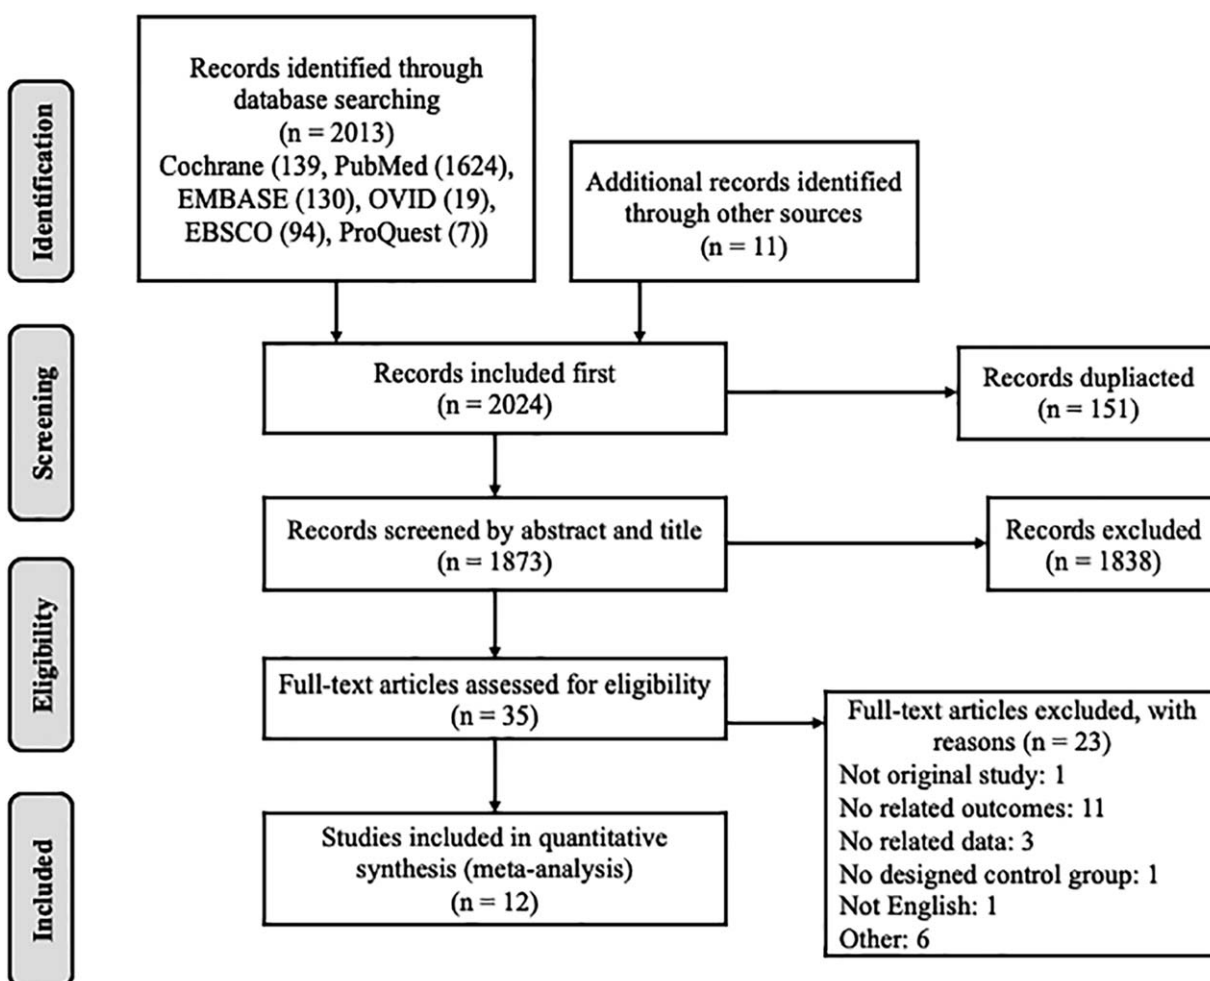 Identification
Records identified through
database searching
(n = 2013)
Cochrane (139, PubMed (1624),
EMBASE (130), OVID (19),
EBSCO (94), ProQuest (7))
Additional records identified
through other sources
(n = 11)
Screening
Records included first
(n = 2024)
Records dupliacted
(n = 151)
Records screened by abstract and title
(n = 1873)
Records excluded
(n = 1838)
Eligibility
Full-text articles assessed for eligibility
(n = 35)
Full-text articles excluded, with
reasons (n = 23)
Not original study: 1
No related outcomes: 11
No related data: 3
No designed control group: 1
Not English: 1
Other: 6
Included
Studies included in quantitative
synthesis (meta-analysis)
(n = 12)